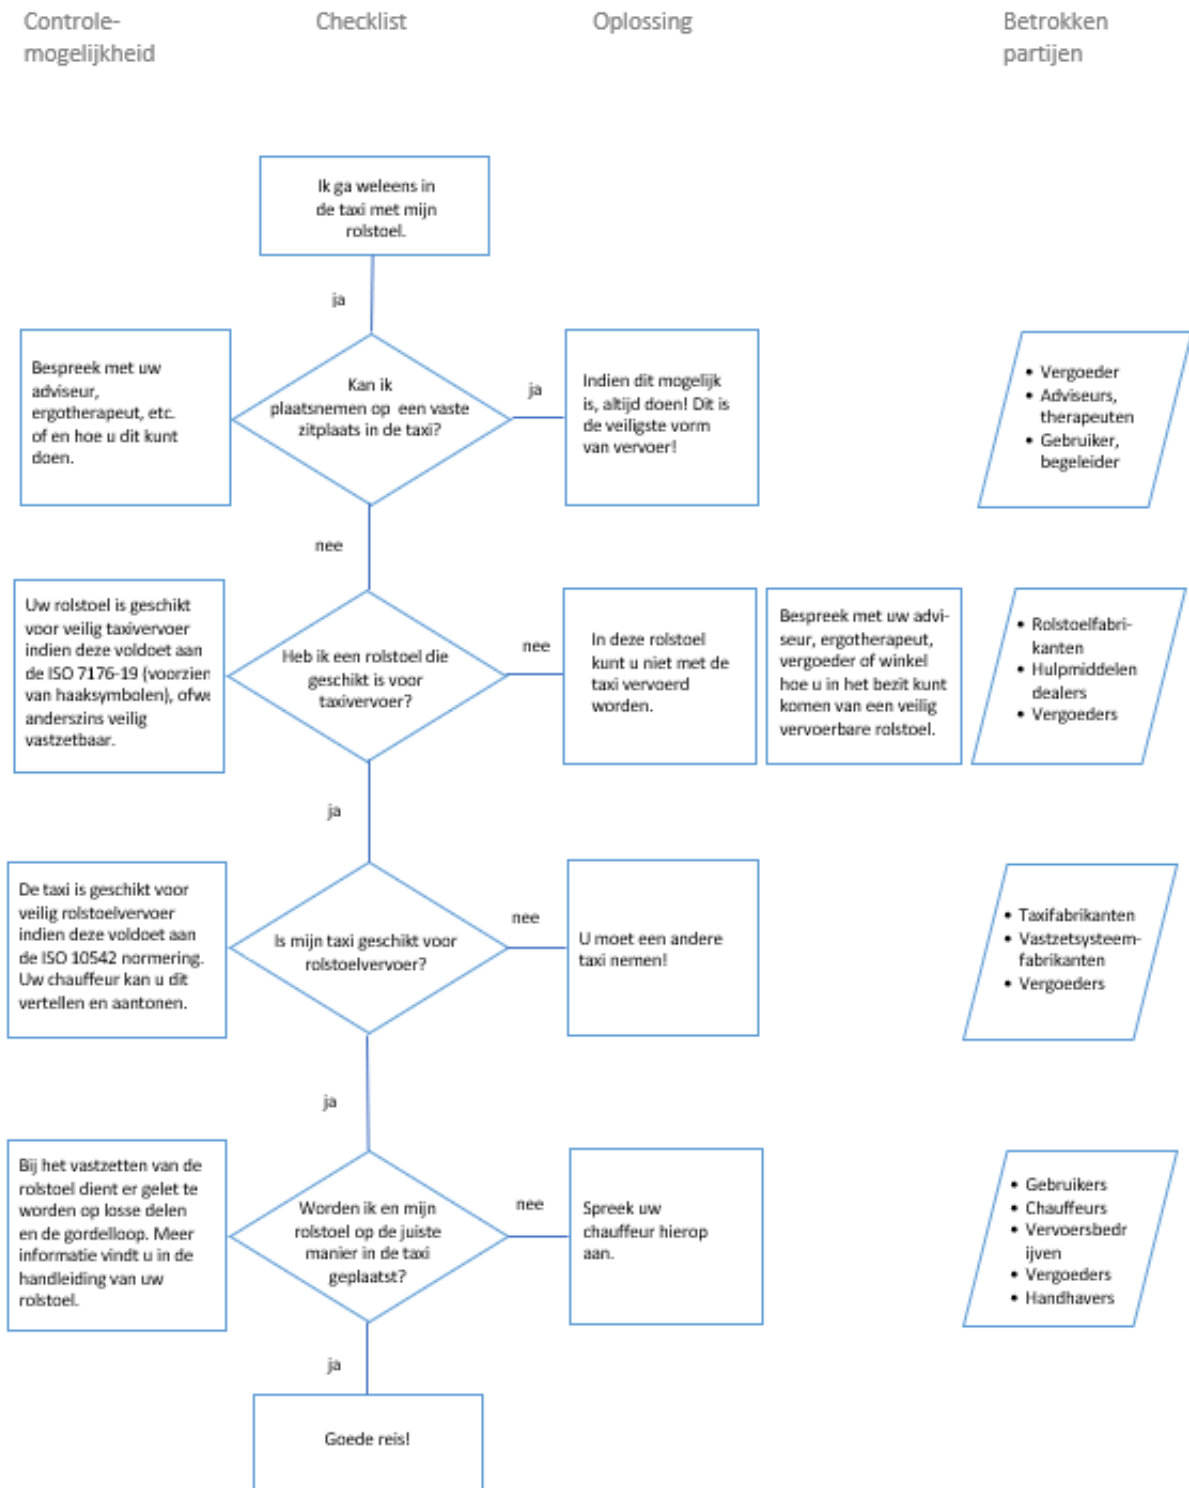 Controle-
mogelijkheid
Checklist
Oplossing
Betrokken
partijen
Ik ga weleens in
de taxi met mijn
rolstoel.
ja
Bespreek met uw
adviseur,
ergotherapeut, etc.
of en hoe u dit kunt
doen.
Kan ik
plaatsnemen op een vaste
zitplaats in de taxi?
ja
Indien dit mogelijk
is, altijd doen! Dit is
de veiligste vorm
van vervoer!
• Vergoeder
• Adviseurs,
therapeuten
• Gebruiker,
begeleider
nee
Uw rolstoel is geschikt
voor veilig taxivervoer
indien deze voldoet aan
de ISO 7176-19 (voorzien
van haaksymbolen), ofwe
anderszins veilig
vastzetbaar.
Heb ik een rolstoel die
geschikt is voor
taxivervoer?
nee
In deze rolstoel
kunt u niet met de
taxi vervoerd
worden.
Bespreek met uw advi-
seur, ergotherapeut,
vergoeder of winkel
hoe u in het bezit kunt
komen van een veilig
vervoerbare rolstoel.
• Rolstoelfabri-
kanten
• Hulpmiddelen
dealers
• Vergoeders
ja
De taxi is geschikt voor
veilig rolstoelvervoer
indien deze voldoet aan
de ISO 10542 normering.
Uw chauffeur kan u dit
vertellen en aantonen.
Is mijn taxi geschikt voor
rolstoelvervoer?
nee
U moet een andere
taxi nemen!
• Taxifabrikanten
• Vastzetsysteem-
fabrikanten
• Vergoeders
ja
Bij het vastzetten van de
rolstoel dient er gelet te
worden op losse delen
en de gordelloop. Meer
informatie vindt u in de
handleiding van uw
rolstoel.
Worden ik en mijn
rolstoel op de juiste
manier in de taxi
geplaatst?
nee
Spreek uw
chauffeur hierop
aan.
• Gebruikers
• Chauffeurs
• Vervoersbedr
ijven
• Vergoeders
• Handhavers
ja
Goede reis!